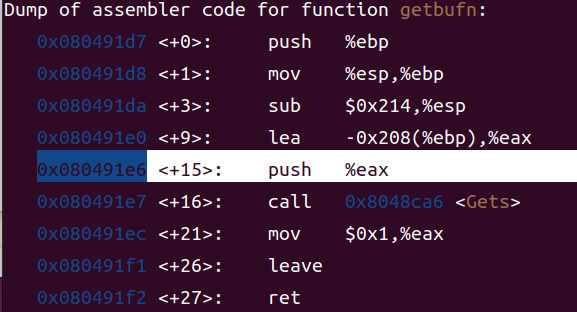 Dump of assembler code for function getbufn:
0x080491d7 <+0>: push %ebp
0x080491d8 <+1>: mov %esp,%ebp
0x080491da <+3>: sub $0x214,%esp
0x080491e0 <+9>: lea -0x208(%ebp),%eax
0x080491e6 <+15>: push %eax
0x080491e7 <+16>: call 0x8048ca6 <Gets>
0x080491ec <+21>: mov $0x1,%eax
0x080491f1 <+26>: leave
0x080491f2 <+27>: ret